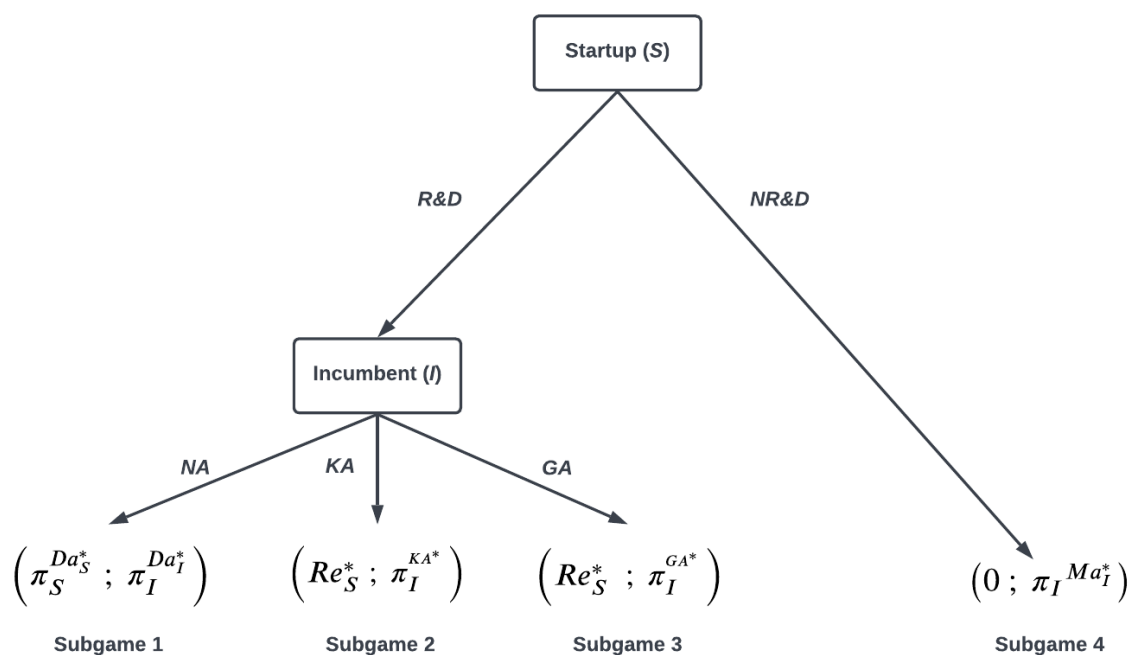 Startup (S)
R&D NR&D
Incumbent (I)
NA KA GA
(π_S^{Da_S^*} ; π_I^{Da_I^*}) (Re_S^* ; π_I^{KA^*}) (Re_S^* ; π_I^{GA^*}) (0 ; π_I^{Ma_I^*})
Subgame 1 Subgame 2 Subgame 3 Subgame 4